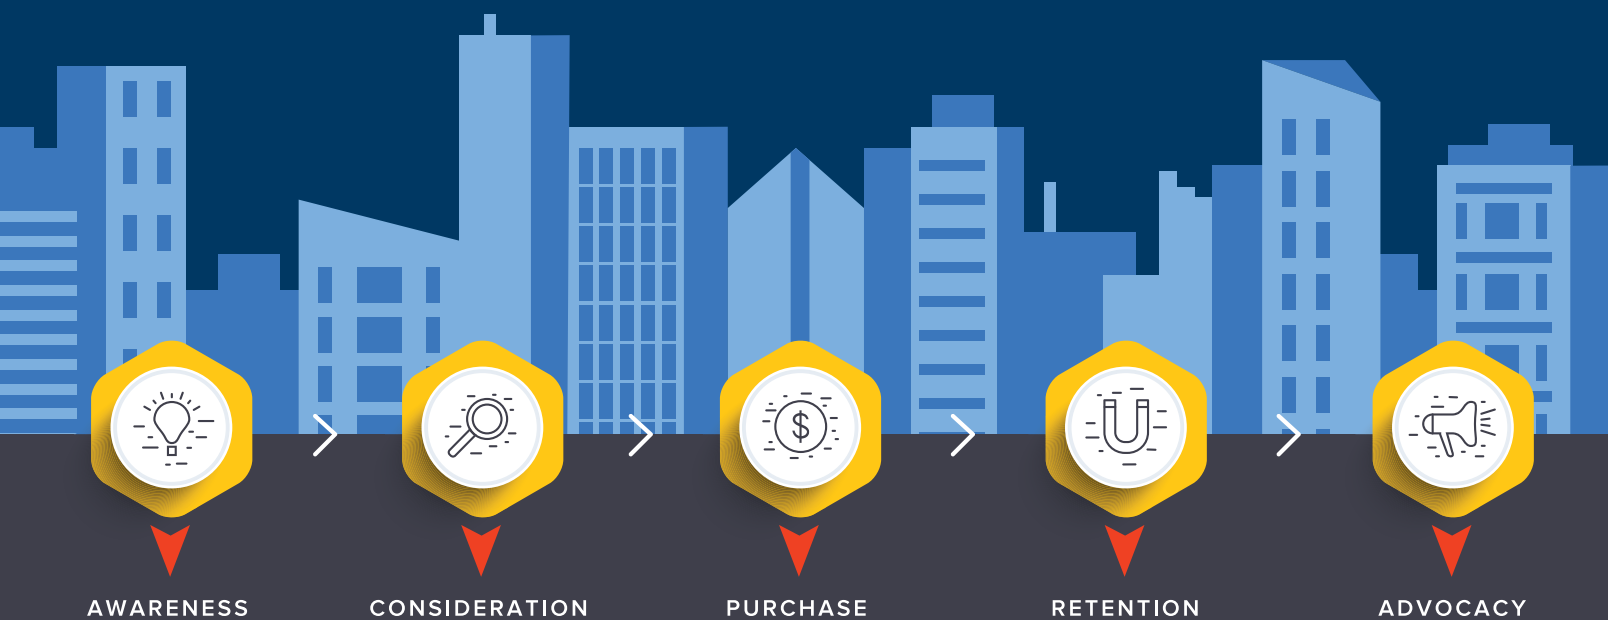 $
AWARENESS
CONSIDERATION
PURCHASE
RETENTION
ADVOCACY